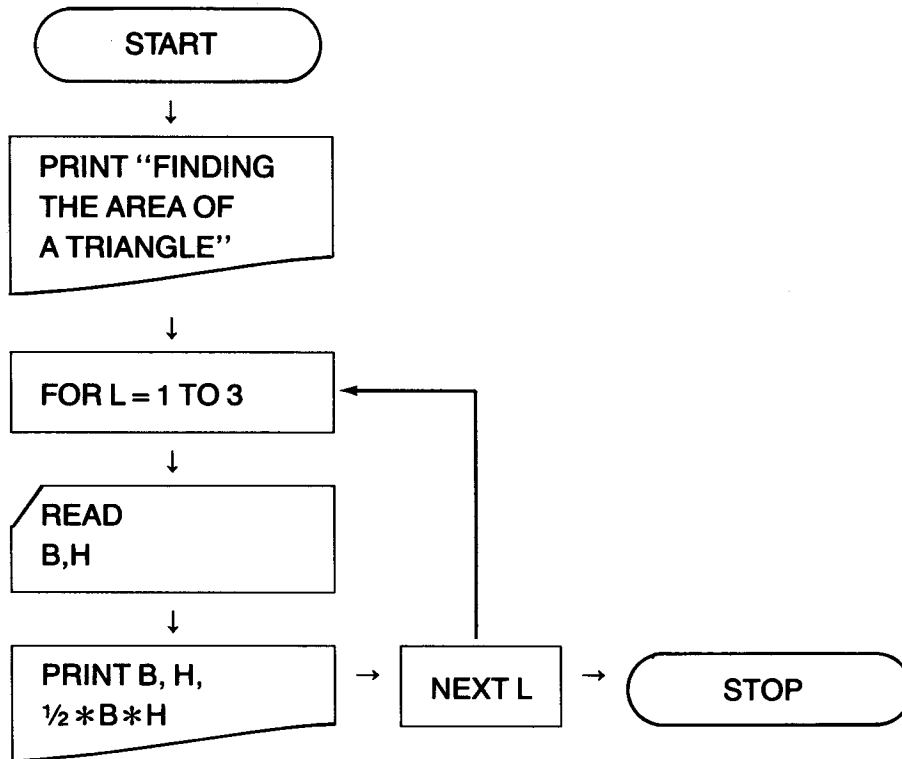 START
PRINT “FINDING
THE AREA OF
A TRIANGLE”
FOR L = 1 TO 3
READ
B,H
PRINT B, H,
½*B*H
NEXT L
STOP